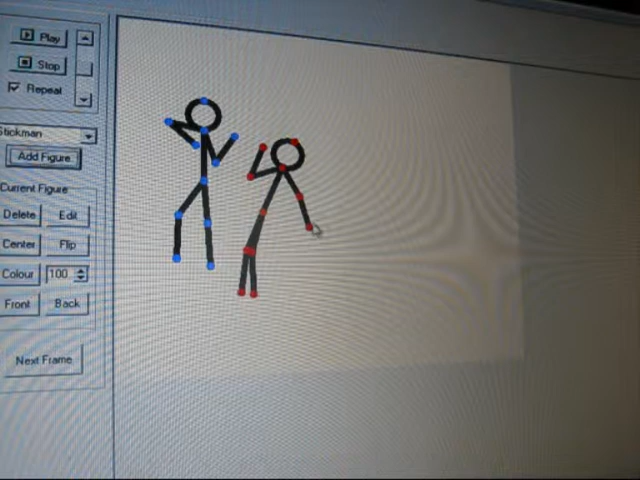 Play
Stop
Repeat
Stickman
Add Figure
Current Figure
Delete Edit
Center Flip
Colour 100
Front Back
Next Frame